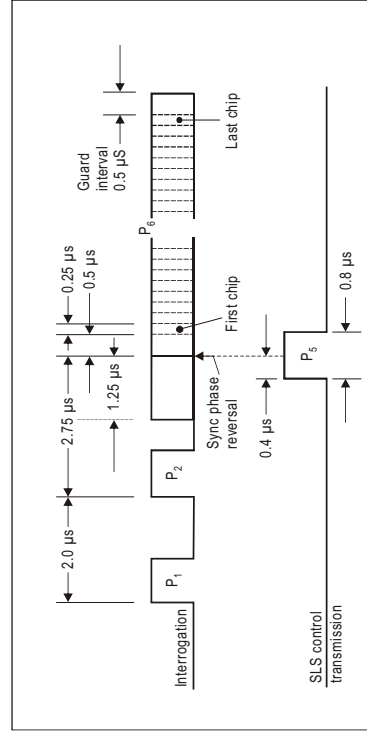 Guard
interval
0.5 µS
0.25 µs
0.5 µs
2.75 µs
1.25 µs
2.0 µs
P1
P2
P6
Interrogation
Sync phase
reversal
First chip
Last chip
0.4 µs
P5
0.8 µs
SLS control
transmission